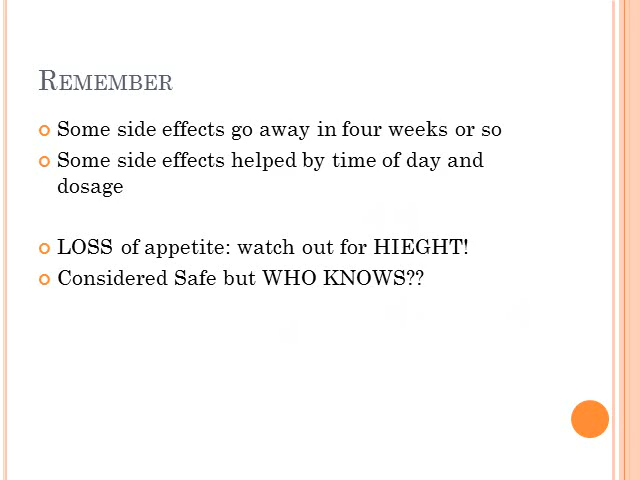 Remember
Some side effects go away in four weeks or so
Some side effects helped by time of day and
dosage
LOSS of appetite: watch out for HIEGHT!
Considered Safe but WHO KNOWS??